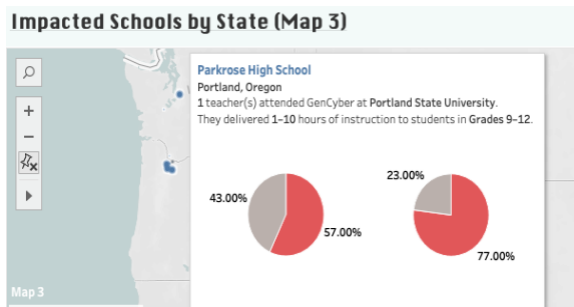 Impacted Schools by State (Map 3)
Parkrose High School
Portland, Oregon
1 teacher(s) attended GenCyber at Portland State University.
They delivered 1–10 hours of instruction to students in Grades 9–12.
43.00%
57.00%
23.00%
77.00%
Map 3